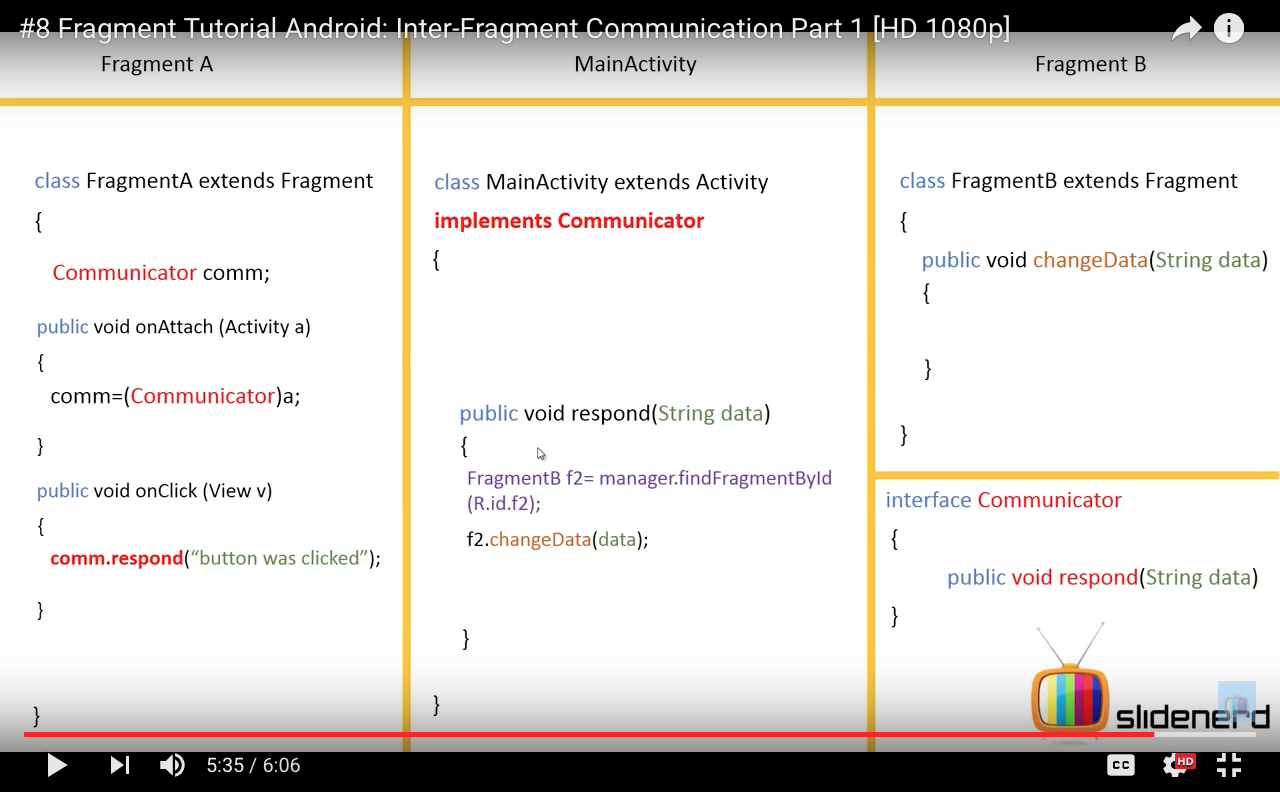 #8 Fragment Tutorial Android: Inter-Fragment Communication Part 1 [HD 1080p]
Fragment A
class FragmentA extends Fragment
{
Communicator comm;
public void onAttach (Activity a)
{
comm=(Communicator)a;
}
public void onClick (View v)
{
comm.respond(“button was clicked”);
}
}
MainActivity
class MainActivity extends Activity
implements Communicator
{
public void respond(String data)
{
FragmentB f2= manager.findFragmentById
(R.id.f2);
f2.changeData(data);
}
}
Fragment B
class FragmentB extends Fragment
{
public void changeData(String data)
{
}
}
interface Communicator
{
public void respond(String data)
}
slidenerd
5:35 / 6:06
CC
HD